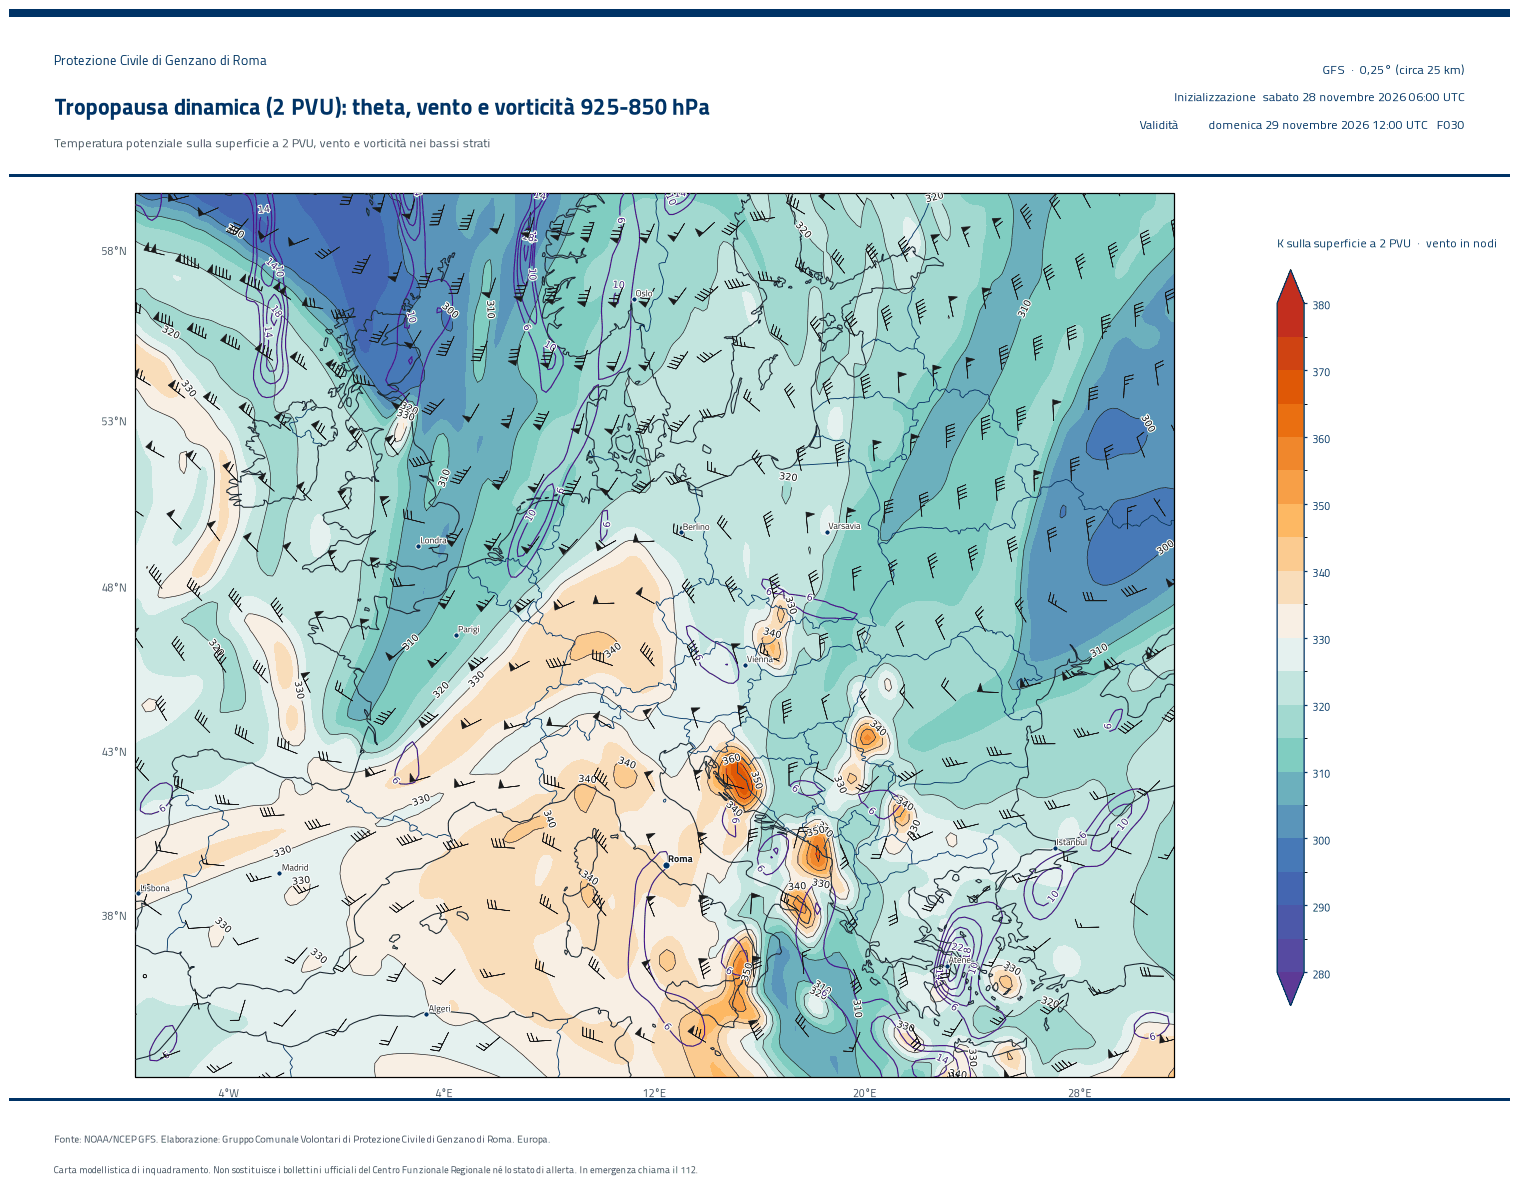 Protezione Civile di Genzano di Roma
Tropopausa dinamica (2 PVU): theta, vento e vorticità 925-850 hPa
Temperatura potenziale sulla superficie a 2 PVU, vento e vorticità nei bassi strati
GFS · 0,25° (circa 25 km)
Inizializzazione sabato 28 novembre 2026 06:00 UTC
Validità domenica 29 novembre 2026 12:00 UTC F030
K sulla superficie a 2 PVU · vento in nodi
380
370
360
350
340
330
320
310
300
290
280
58°N
53°N
48°N
43°N
38°N
4°W
4°E
12°E
20°E
28°E
Oslo
Londra
Berlino
Varsavia
Parigi
Vienna
Roma
Madrid
Lisbona
Istanbul
Atene
Algeri
Fonte: NOAA/NCEP GFS. Elaborazione: Gruppo Comunale Volontari di Protezione Civile di Genzano di Roma. Europa.
Carta modellistica di inquadramento. Non sostituisce i bollettini ufficiali del Centro Funzionale Regionale né lo stato di allerta. In emergenza chiama il 112.